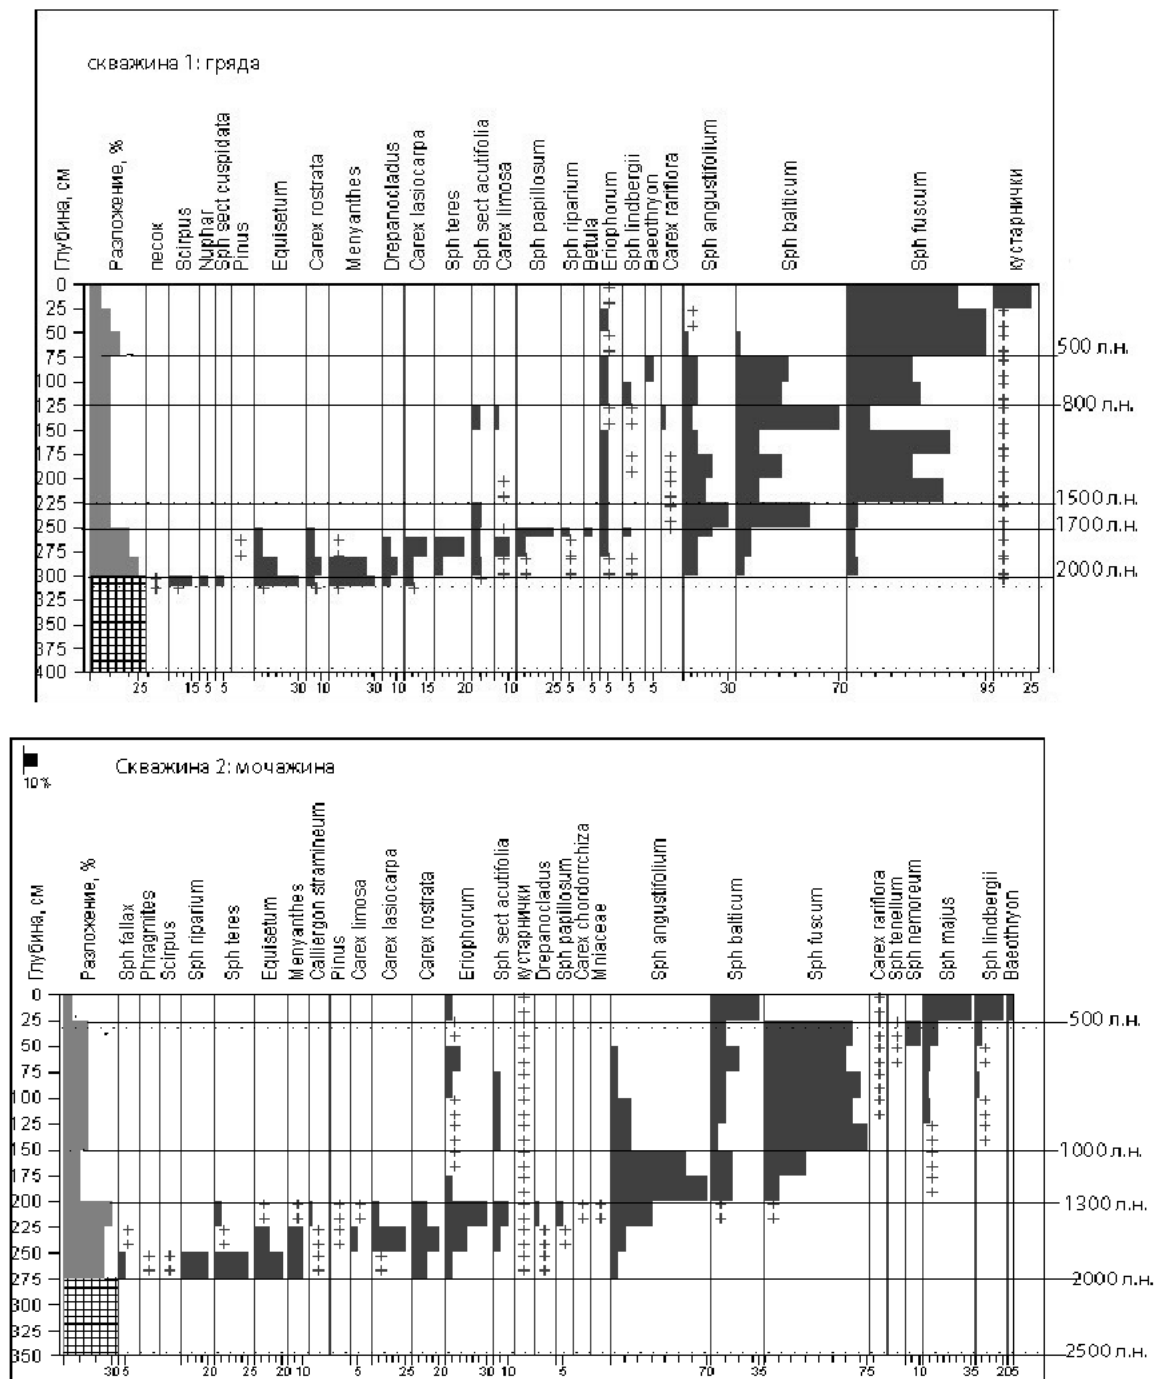 скважина 1: гряда
Глубина, см
Разложение, %
песок
Scirpus
Nuphar
Sph sect cuspidata
Pinus
Equisetum
Carex rostrata
Menyanthes
Drepanocladus
Carex lasiocarpa
Sph teres
Sph sect acutifolia
Carex limosa
Sph papillosum
Sph riparium
Betula
Eriophorum
Sph lindbergii
Baeothryon
Carex rariflora
Sph angustifolium
Sph balticum
Sph fuscum
кустарнички
0
25
50
75
100
125
150
175
200
225
250
275
300
325
350
375
400
500 л.н.
800 л.н.
1500 л.н.
1700 л.н.
2000 л.н.
25 15 5 5 30 10 30 10 15 20 5 10 25 5 5 5 5 5 30 70 95 25
10%
Скважина 2: мочажина
Глубина, см
Разложение, %
Sph fallax
Phragmites
Scirpus
Sph riparium
Sph teres
Equisetum
Menyanthes
Calliergon stramineum
Pinus
Carex limosa
Carex lasiocarpa
Carex rostrata
Eriophorum
Sph sect acutifolia
кустарнички
Drepanocladus
Sph papillosum
Carex chordorrchiza
Mniaceae
Sph angustifolium
Sph balticum
Sph fuscum
Carex rariflora
Sph tenellum
Sph nemoreum
Sph majus
Sph lindbergii
Baeothryon
0
25
50
75
100
125
150
175
200
225
250
275
300
325
350
500 л.н.
1000 л.н.
1300 л.н.
2000 л.н.
2500 л.н.
30 5 20 20 10 5 25 30 10 5 70 35 75 10 35 20 5